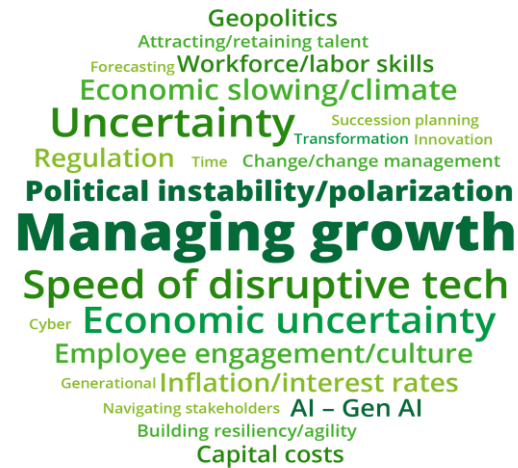 Geopolitics
Attracting/retaining talent
Forecasting Workforce/labor skills
Economic slowing/climate
Uncertainty Succession planning
Transformation Innovation
Regulation Time Change/change management
Political instability/polarization
Managing growth
Speed of disruptive tech
Cyber Economic uncertainty
Employee engagement/culture
Generational Inflation/interest rates
Navigating stakeholders AI – Gen AI
Building resiliency/agility
Capital costs